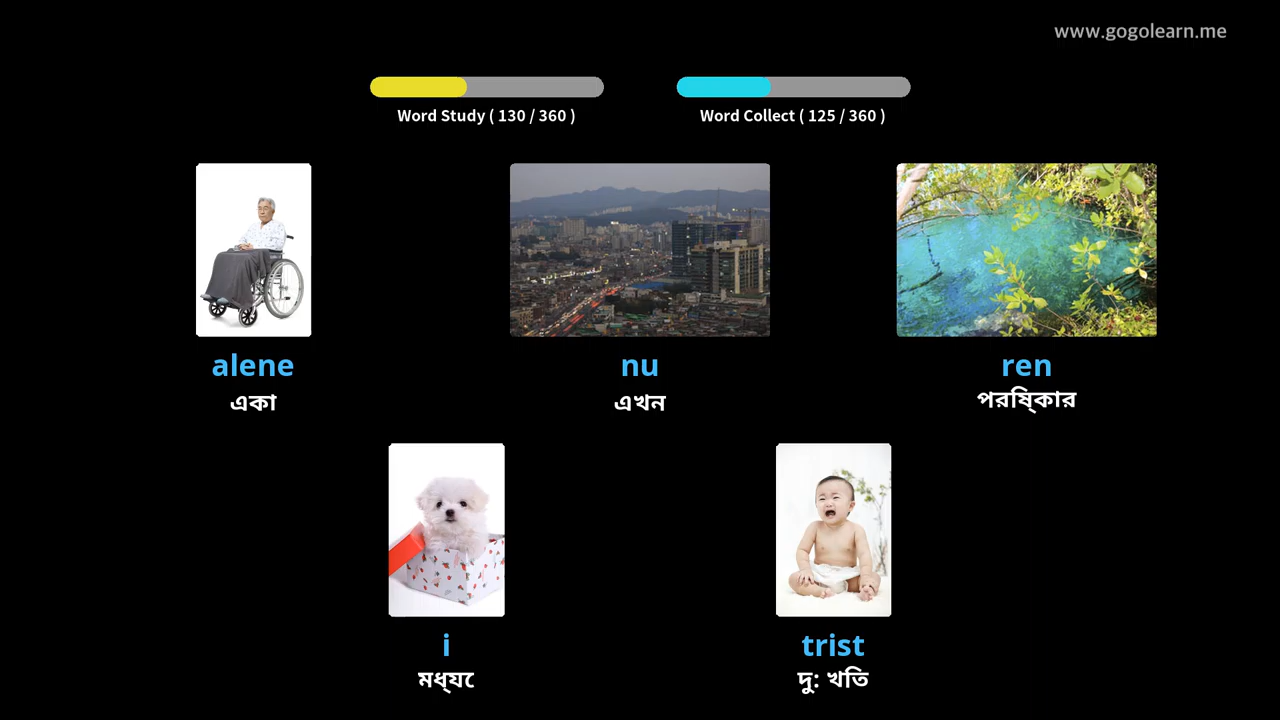 www.gogolearn.me
Word Study ( 130 / 360 )
Word Collect ( 125 / 360 )
alene
একা
nu
এখন
ren
পরিষ্কার
i
মধ্যে
trist
দু: খিত